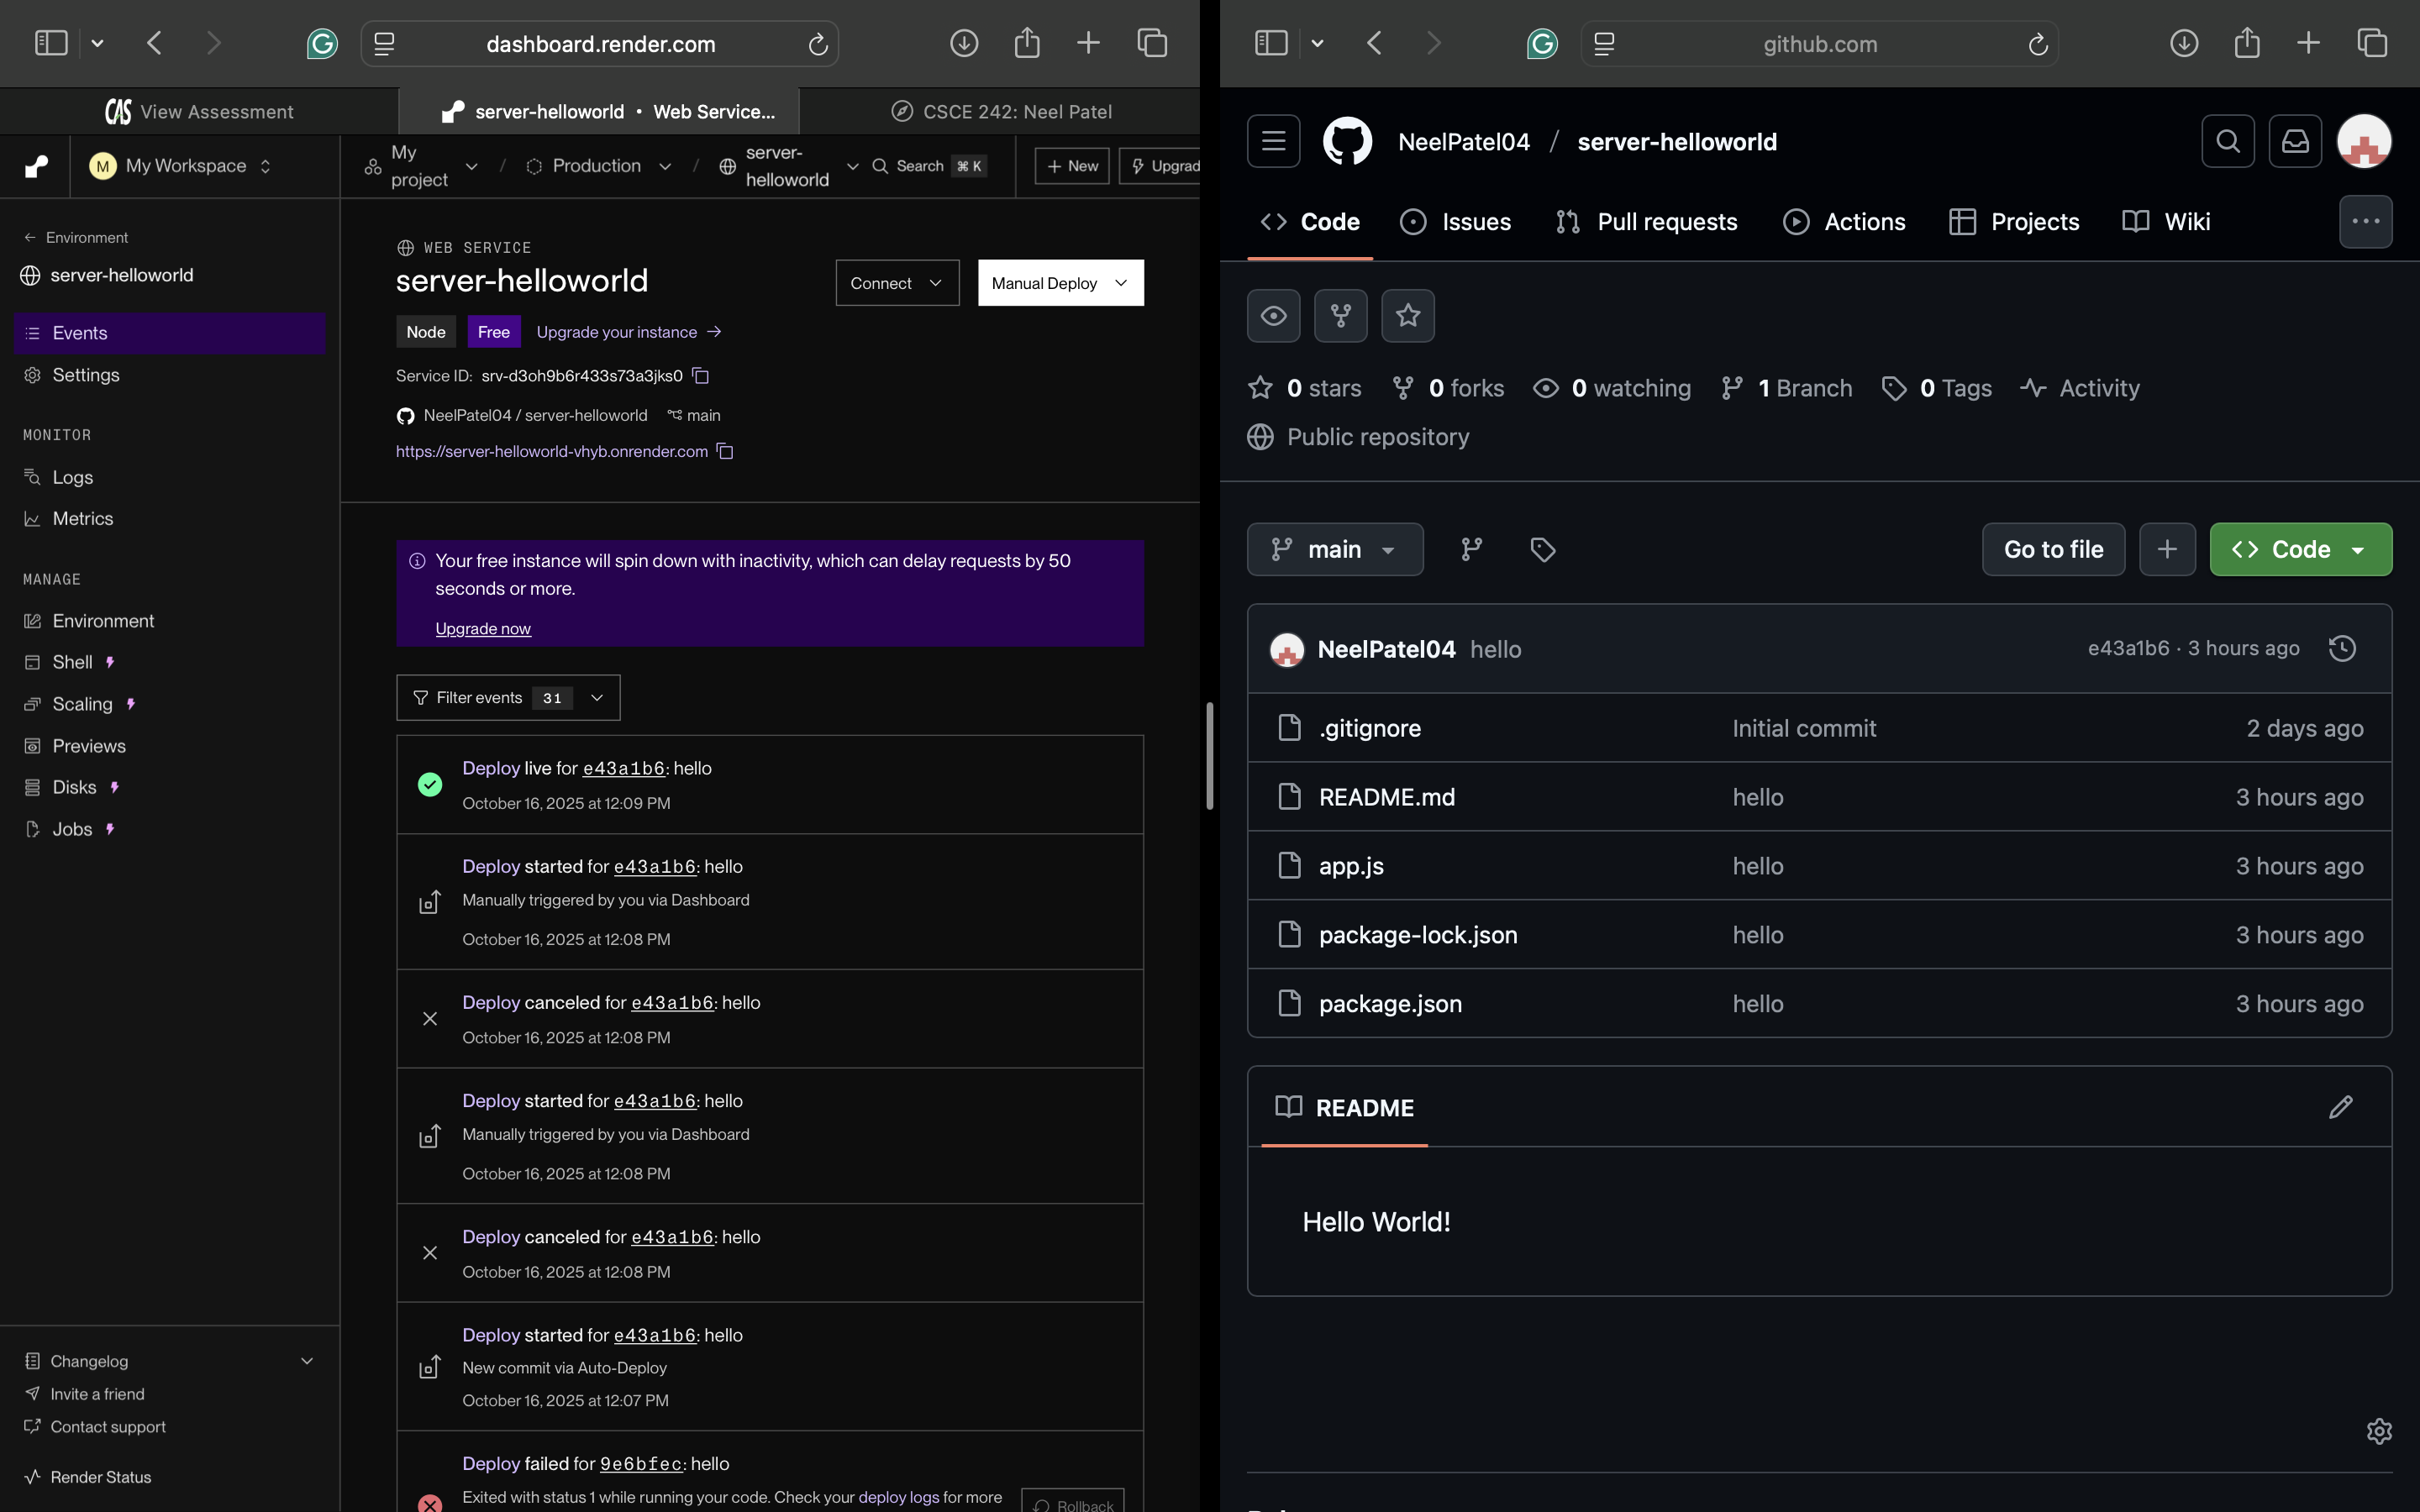 dashboard.render.com
View Assessment
server-helloworld • Web Service...
CSCE 242: Neel Patel
M My Workspace
My project / Production / server-helloworld
Search ⌘ K
+ New
Upgrad
← Environment
server-helloworld
Events
Settings
MONITOR
Logs
Metrics
MANAGE
Environment
Shell
Scaling
Previews
Disks
Jobs
Changelog
Invite a friend
Contact support
Render Status
WEB SERVICE
server-helloworld
Connect
Manual Deploy
Node Free Upgrade your instance →
Service ID: srv-d3oh9b6r433s73a3jks0
NeelPatel04 / server-helloworld main
https://server-helloworld-vhyb.onrender.com
Your free instance will spin down with inactivity, which can delay requests by 50
seconds or more.
Upgrade now
Filter events 31
Deploy live for e43a1b6: hello
October 16, 2025 at 12:09 PM
Deploy started for e43a1b6: hello
Manually triggered by you via Dashboard
October 16, 2025 at 12:08 PM
Deploy canceled for e43a1b6: hello
October 16, 2025 at 12:08 PM
Deploy started for e43a1b6: hello
Manually triggered by you via Dashboard
October 16, 2025 at 12:08 PM
Deploy canceled for e43a1b6: hello
October 16, 2025 at 12:08 PM
Deploy started for e43a1b6: hello
New commit via Auto-Deploy
October 16, 2025 at 12:07 PM
Deploy failed for 9e6bfec: hello
Exited with status 1 while running your code. Check your deploy logs for more
Rollback
github.com
NeelPatel04 / server-helloworld
Code
Issues
Pull requests
Actions
Projects
Wiki
0 stars 0 forks 0 watching 1 Branch 0 Tags Activity
Public repository
main
Go to file
Code
NeelPatel04 hello e43a1b6 · 3 hours ago
.gitignore Initial commit 2 days ago
README.md hello 3 hours ago
app.js hello 3 hours ago
package-lock.json hello 3 hours ago
package.json hello 3 hours ago
README
Hello World!